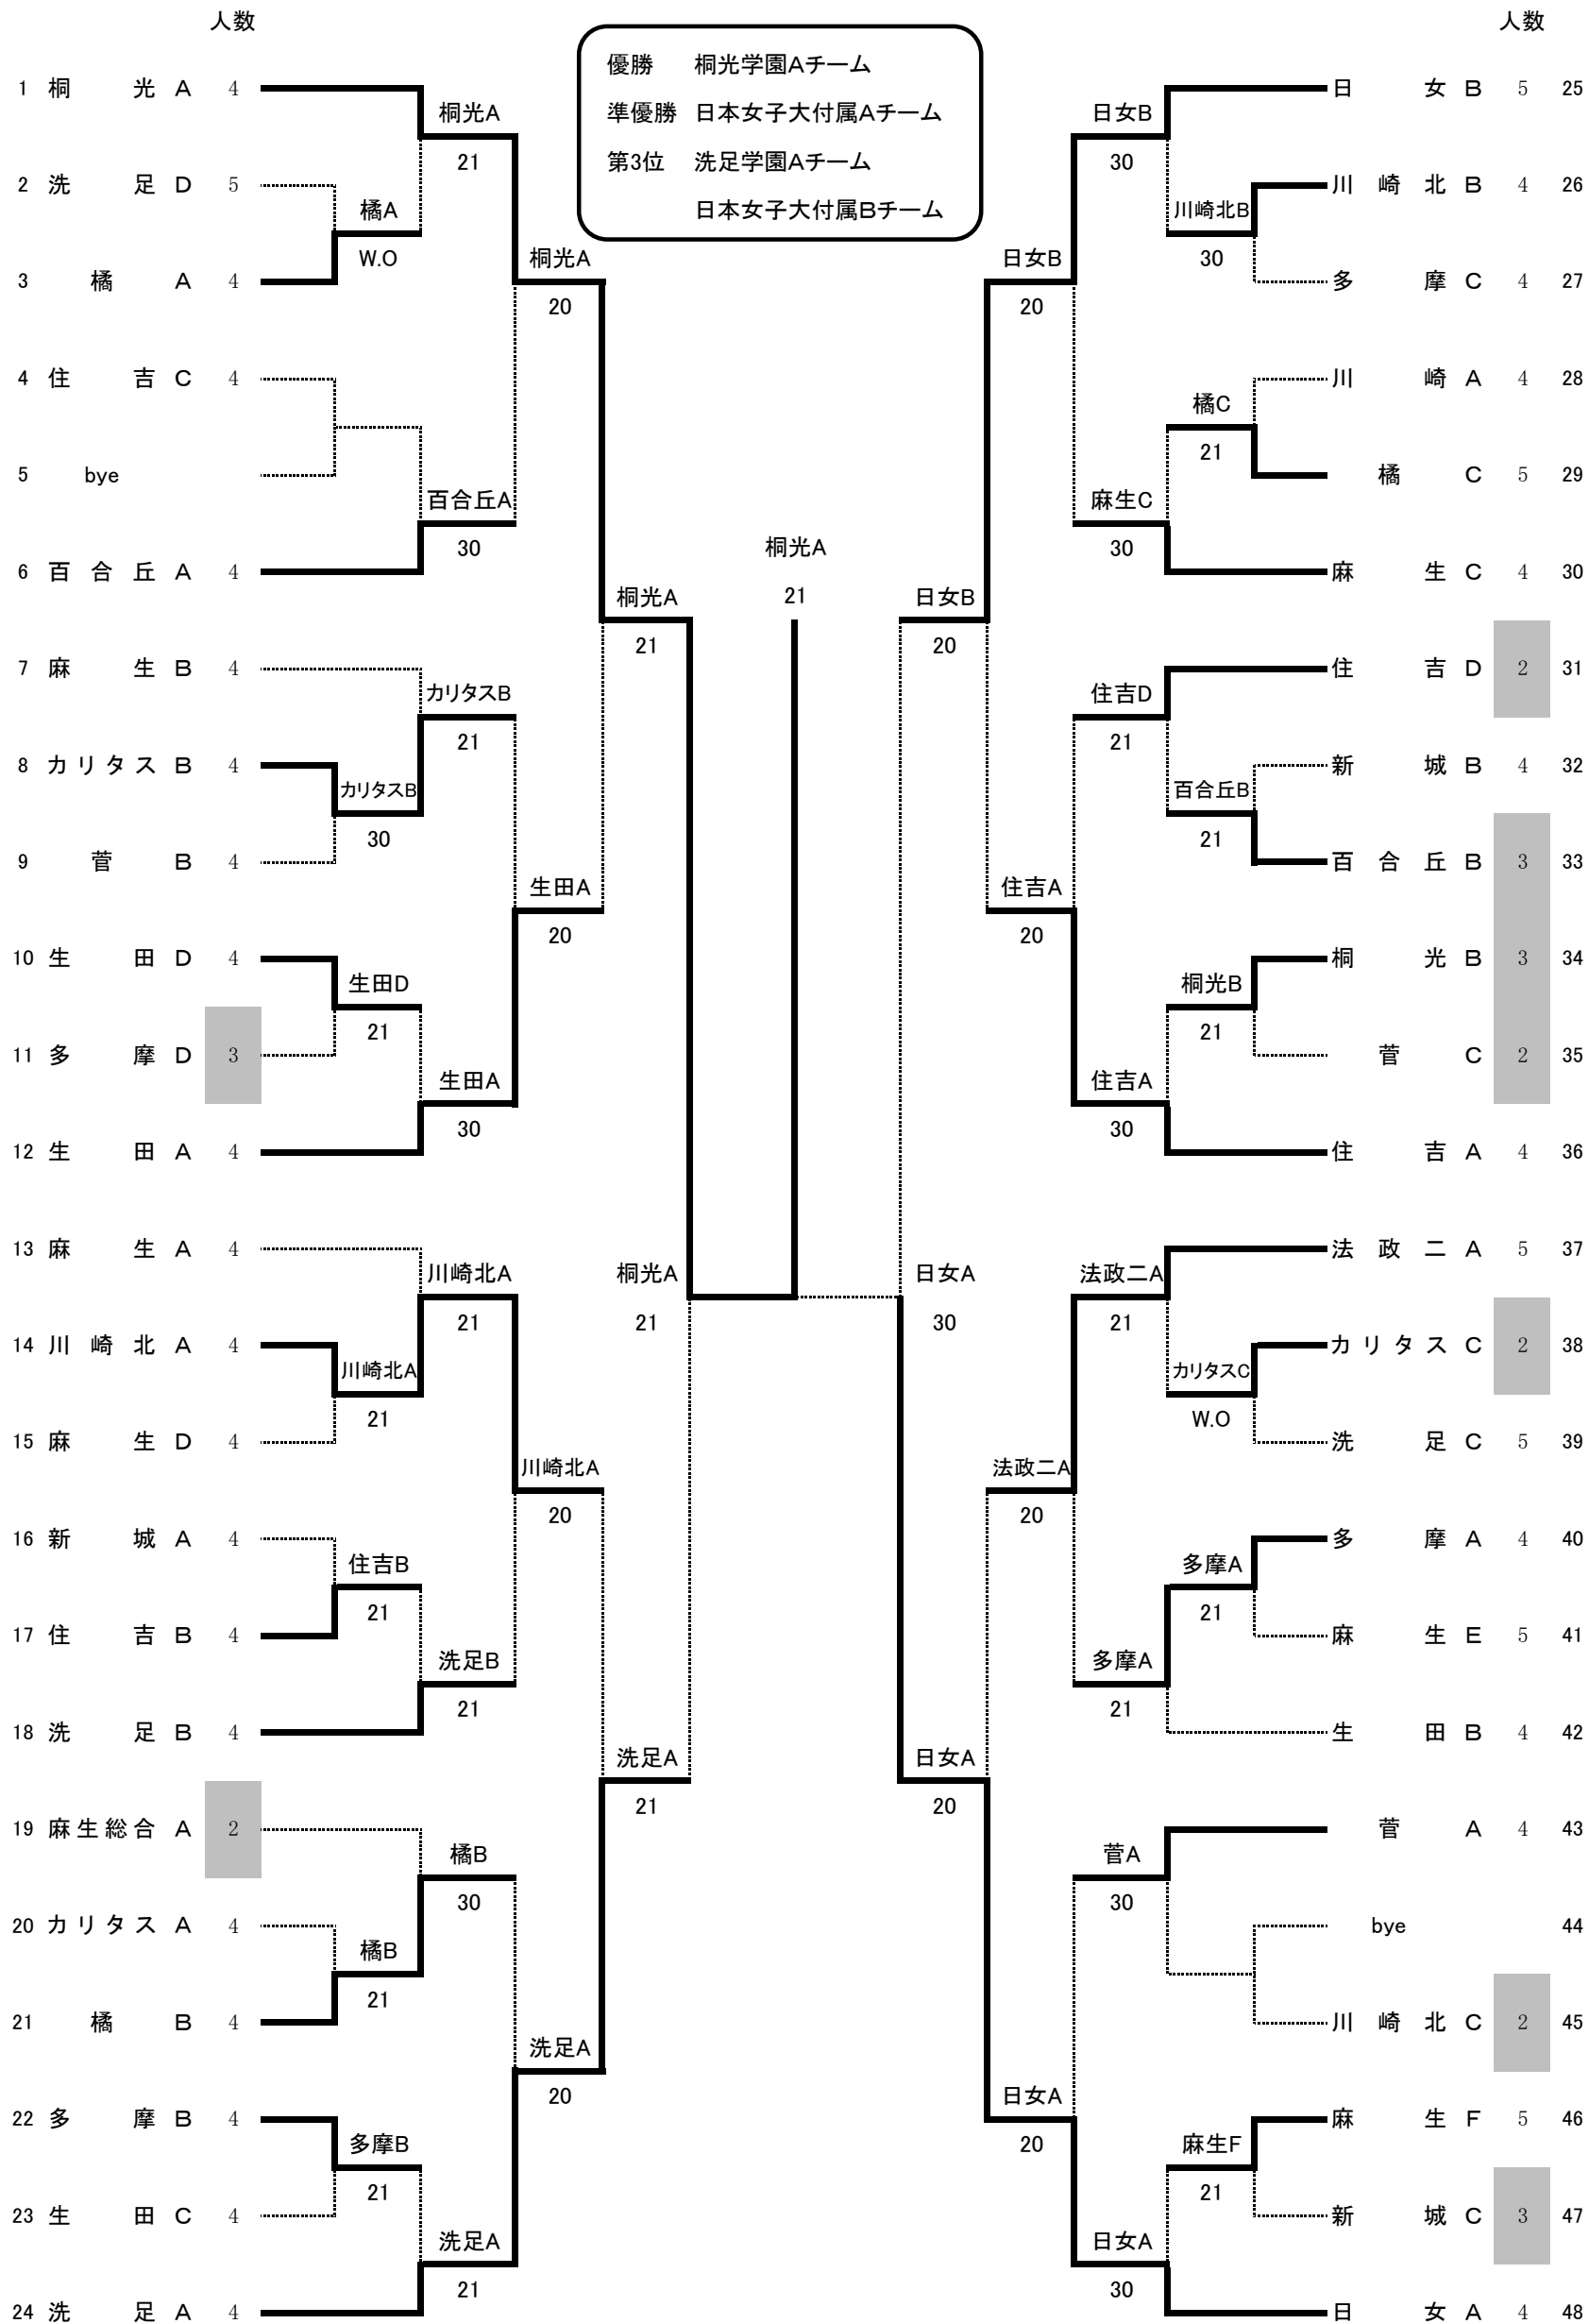 人数
人数
優勝 桐光学園Aチーム
準優勝 日本女子大付属Aチーム
第3位 洗足学園Aチーム
日本女子大付属Bチーム
1 桐光 A 4
2 洗足 D 5
3 橘 A 4
4 住吉 C 4
5 bye
6 百合丘 A 4
7 麻生 B 4
8 カリタス B 4
9 菅 B 4
10 生田 D 4
11 多摩 D 3
12 生田 A 4
13 麻生 A 4
14 川崎北 A 4
15 麻生 D 4
16 新城 A 4
17 住吉 B 4
18 洗足 B 4
19 麻生総合 A 2
20 カリタス A 4
21 橘 B 4
22 多摩 B 4
23 生田 C 4
24 洗足 A 4
橘A
W.O
カリタスB
30
生田D
21
川崎北A
21
住吉B
21
橘B
21
多摩B
21
桐光A
21
百合丘A
30
カリタスB
21
生田A
30
川崎北A
21
洗足B
21
橘B
30
洗足A
21
桐光A
20
生田A
20
川崎北A
20
洗足A
20
桐光A
21
洗足A
21
桐光A
21
桐光A
21
日女A
30
日女B
20
日女A
20
日女B
20
住吉A
20
法政二A
20
日女A
20
日女B
30
麻生C
30
住吉D
21
住吉A
30
法政二A
21
多摩A
21
菅A
30
日女A
30
川崎北B
30
橘C
21
百合丘B
21
桐光B
21
カリタスC
W.O
多摩A
21
麻生F
21
日女 B 5 25
川崎北 B 4 26
多摩 C 4 27
川崎 A 4 28
橘 C 5 29
麻生 C 4 30
住吉 D 2 31
新城 B 4 32
百合丘 B 3 33
桐光 B 3 34
菅 C 2 35
住吉 A 4 36
法政二 A 5 37
カリタス C 2 38
洗足 C 5 39
多摩 A 4 40
麻生 E 5 41
生田 B 4 42
菅 A 4 43
bye 44
川崎北 C 2 45
麻生 F 5 46
新城 C 3 47
日女 A 4 48